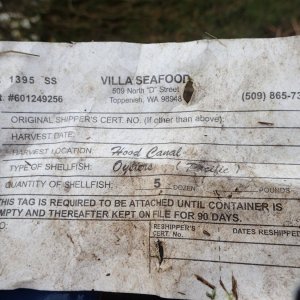 1395 SS VILLA SEAFOOD
509 North "D" Street
#601249256 Toppenish, WA 98948 (509) 865-73
ORIGINAL SHIPPER'S CERT. NO. (If other than above):
HARVEST DATE:
HARVEST LOCATION: Hood Canal
TYPE OF SHELLFISH: Oysters (Pacific)
QUANTITY OF SHELLFISH: 5 DOZEN POUNDS
THIS TAG IS REQUIRED TO BE ATTACHED UNTIL CONTAINER IS
EMPTY AND THEREAFTER KEPT ON FILE FOR 90 DAYS.
RESHIPPER'S
CERT. No. DATE RESHIPPED